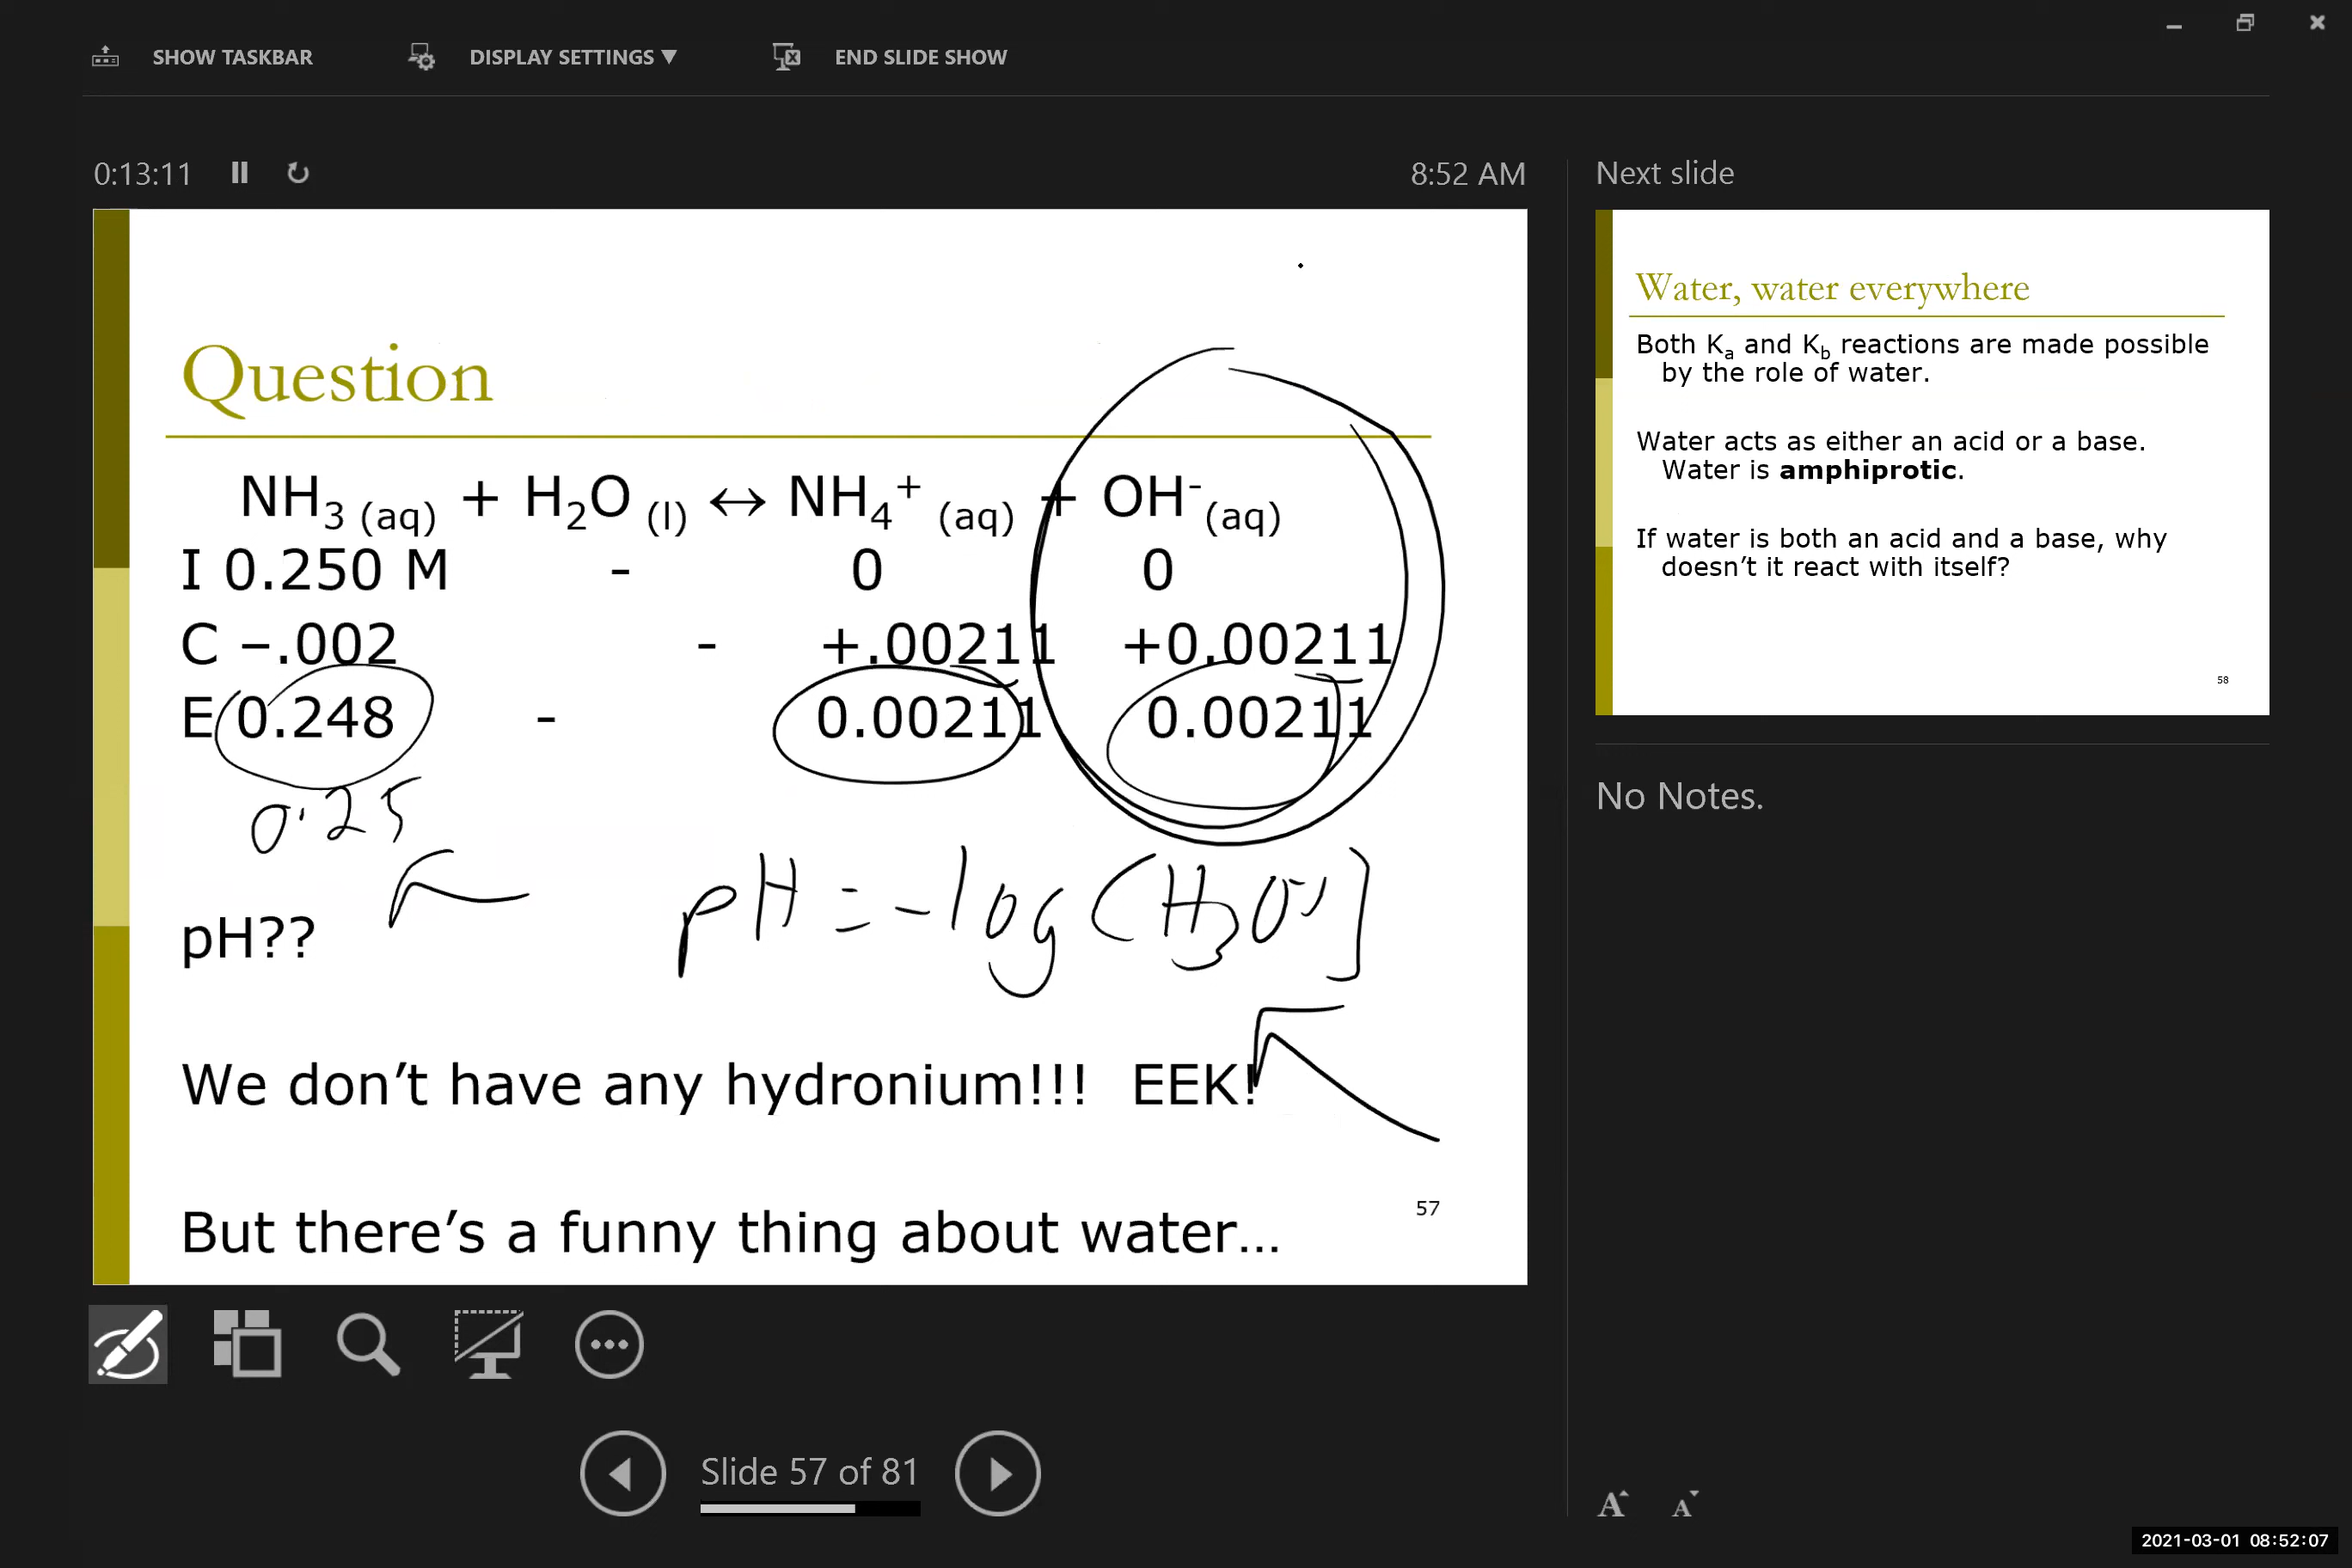 SHOW TASKBAR DISPLAY SETTINGS ▼ END SLIDE SHOW
0:13:11 8:52 AM
Question
NH3 (aq) + H2O (l) ↔ NH4+ (aq) + OH-(aq)
I 0.250 M - 0 0
C –.002 - +.00211 +0.00211
E 0.248 - 0.00211 0.00211
0.25
pH?? pH = -log [H3O+]
We don’t have any hydronium!!! EEK!
57
But there’s a funny thing about water…
Slide 57 of 81
Next slide
Water, water everywhere
Both Ka and Kb reactions are made possible
by the role of water.
Water acts as either an acid or a base.
Water is amphiprotic.
If water is both an acid and a base, why
doesn’t it react with itself?
58
No Notes.
A A
2021-03-01 08:52:07